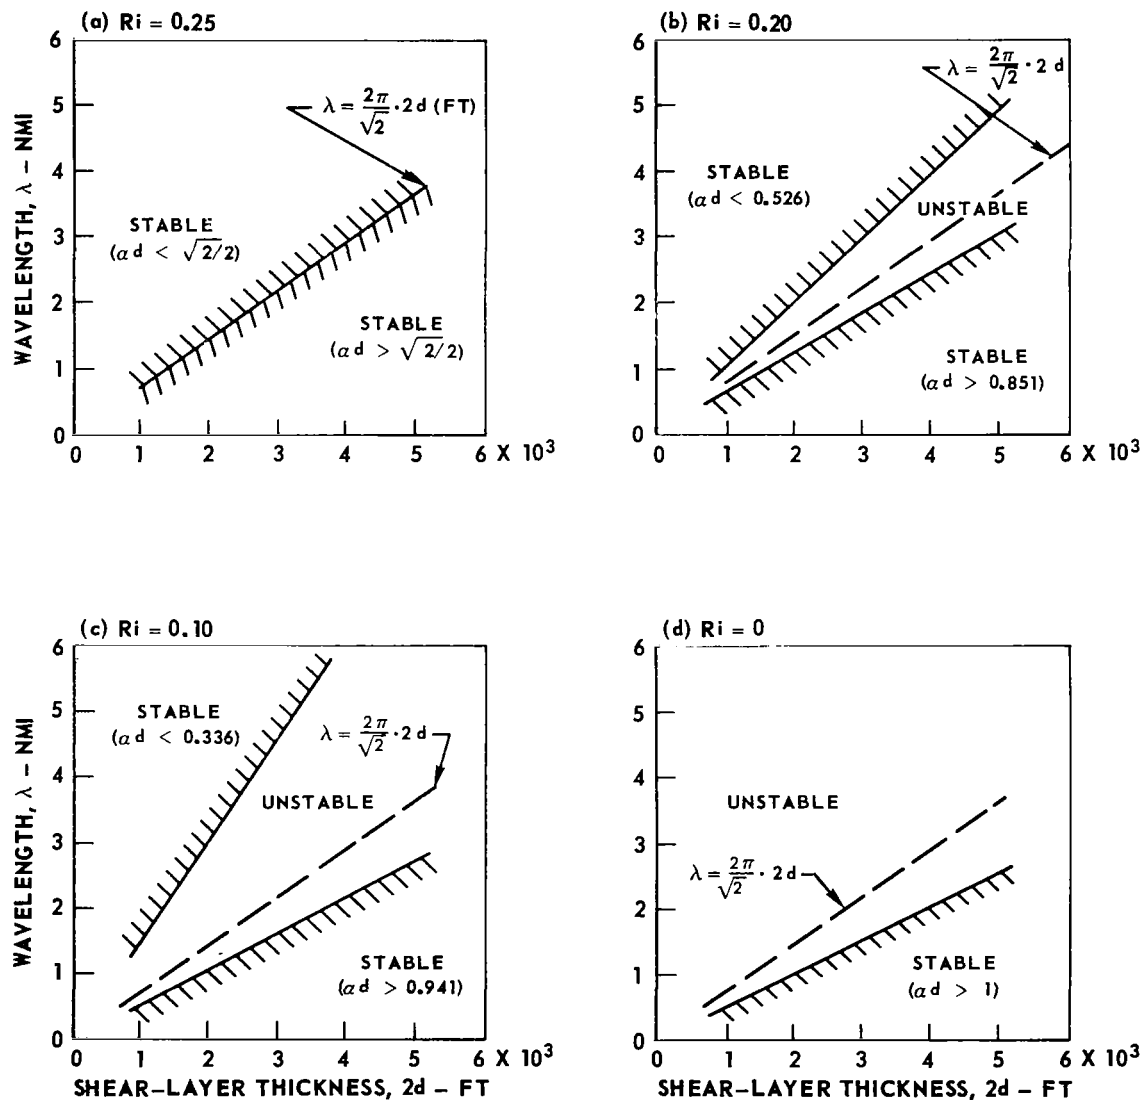 (a) Ri = 0.25
WAVELENGTH, λ – NMI
6
5
4
3
2
1
0
λ = 2π/√2 · 2d (FT)
STABLE
(αd < √2/2)
STABLE
(αd > √2/2)
0 1 2 3 4 5 6 X 10³
(b) Ri = 0.20
6
5
4
3
2
1
0
λ = 2π/√2 · 2d
STABLE
(αd < 0.526)
UNSTABLE
STABLE
(αd > 0.851)
0 1 2 3 4 5 6 X 10³
(c) Ri = 0.10
WAVELENGTH, λ – NMI
6
5
4
3
2
1
0
STABLE
(αd < 0.336)
λ = 2π/√2 · 2d
UNSTABLE
STABLE
(αd > 0.941)
0 1 2 3 4 5 6 X 10³
SHEAR–LAYER THICKNESS, 2d – FT
(d) Ri = 0
6
5
4
3
2
1
0
UNSTABLE
λ = 2π/√2 · 2d
STABLE
(αd > 1)
0 1 2 3 4 5 6 X 10³
SHEAR–LAYER THICKNESS, 2d – FT